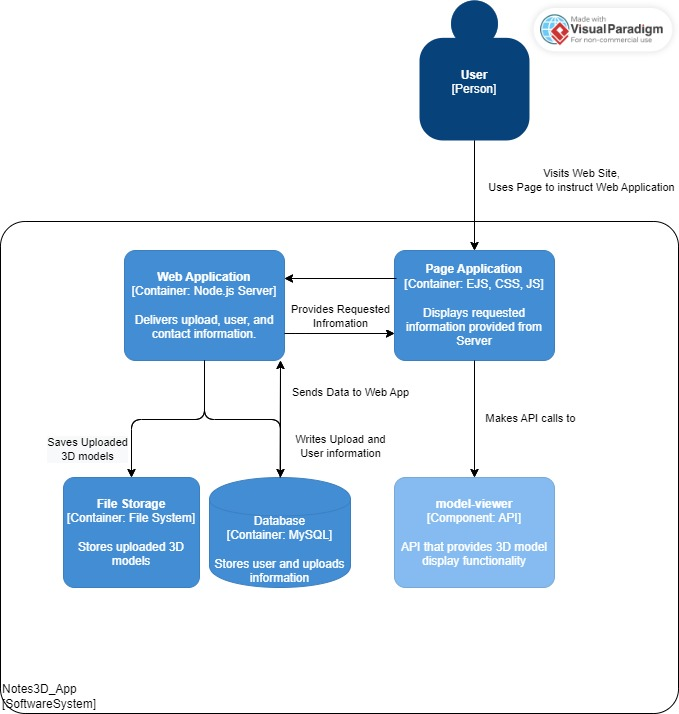 Made with
VisualParadigm
For non-commercial use
User
[Person]
Visits Web Site,
Uses Page to instruct Web Application
Web Application
[Container: Node.js Server]
Delivers upload, user, and
contact information.
Page Application
[Container: EJS, CSS, JS]
Displays requested
information provided from
Server
Provides Requested
Infromation
Sends Data to Web App
Makes API calls to
Saves Uploaded
3D models
Writes Upload and
User information
File Storage
[Container: File System]
Stores uploaded 3D
models
Database
[Container: MySQL]
Stores user and uploads
information
model-viewer
[Component: API]
API that provides 3D model
display functionality
Notes3D_App
[SoftwareSystem]